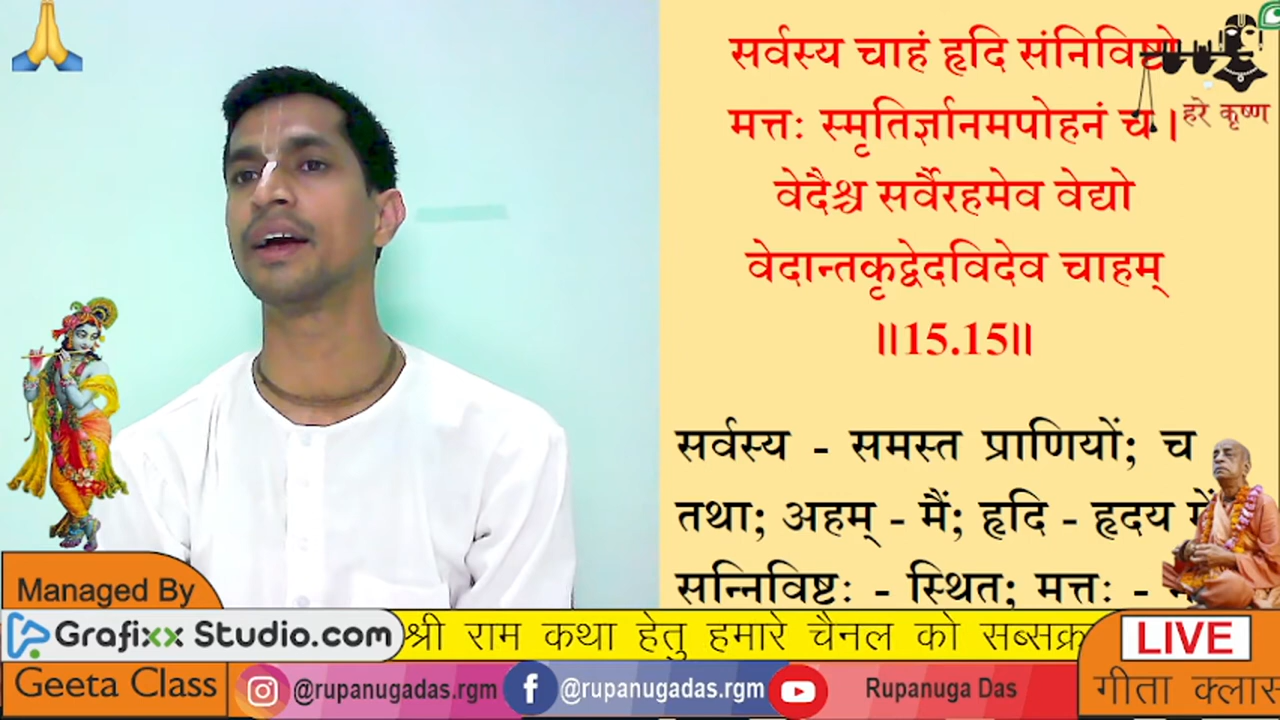 सर्वस्य चाहं हृदि संनिविष्टो
मत्तः स्मृतिर्ज्ञानमपोहनं च।
वेदैश्च सर्वैरहमेव वेद्यो
वेदान्तकृद्वेदविदेव चाहम्
॥15.15॥
हरे कृष्ण
सर्वस्य - समस्त प्राणियों; च
तथा; अहम् - मैं; हृदि - हृदय में
सन्निविष्टः - स्थित; मत्तः -
Managed By
Grafixx Studio.com
श्री राम कथा हेतु हमारे चैनल को
LIVE
Geeta Class
@rupanugadas.rgm
@rupanugadas.rgm
Rupanuga Das
गीता क्लास